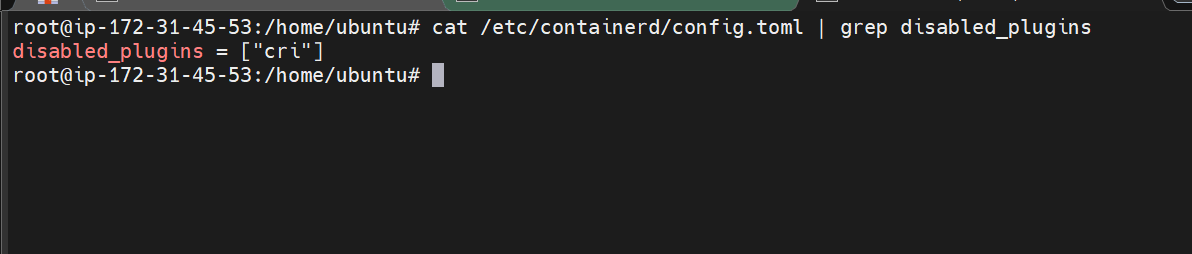 root@ip-172-31-45-53:/home/ubuntu# cat /etc/containerd/config.toml | grep disabled_plugins
disabled_plugins = ["cri"]
root@ip-172-31-45-53:/home/ubuntu#